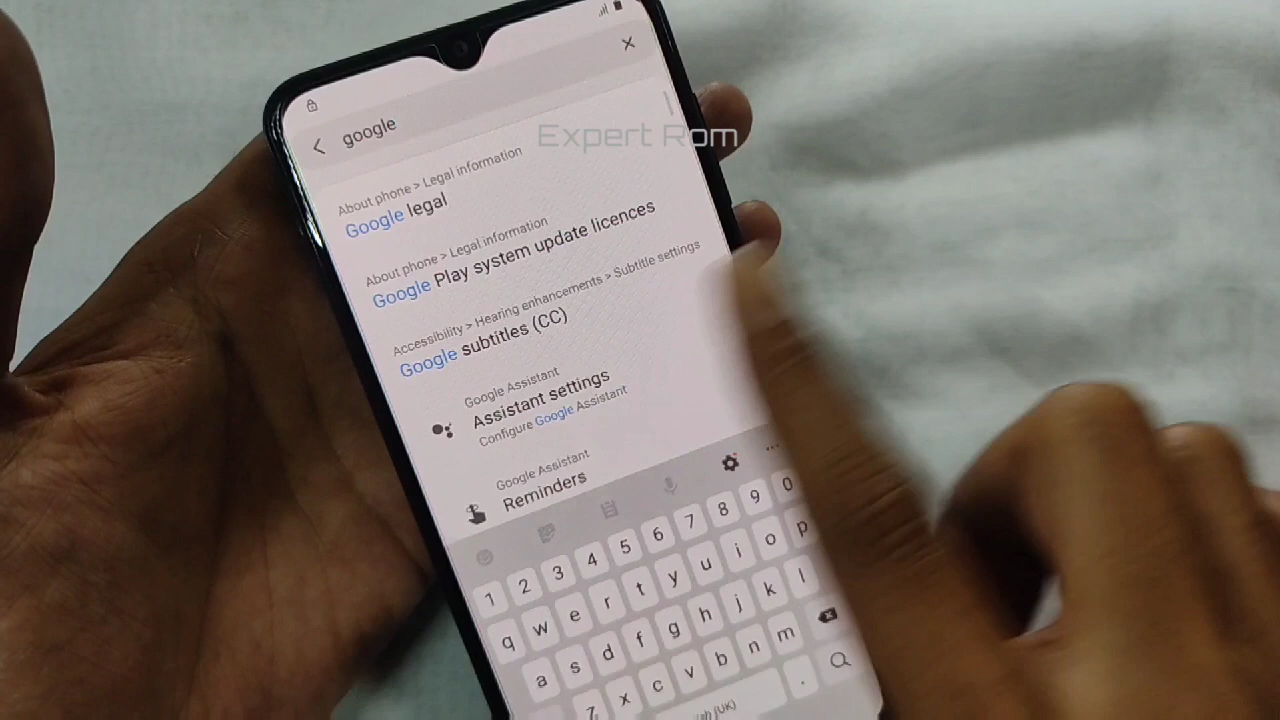 google
Expert Rom
About phone > Legal information
Google legal
About phone > Legal information
Google Play system update licences
Accessibility > Hearing enhancements > Subtitle settings
Google subtitles (CC)
Google Assistant
Assistant settings
Configure Google Assistant
Google Assistant
Reminders
1 2 3 4 5 6 7 8 9 0
q w e r t y u i o p
a s d f g h j k l
z x c v b n m
(UK) .